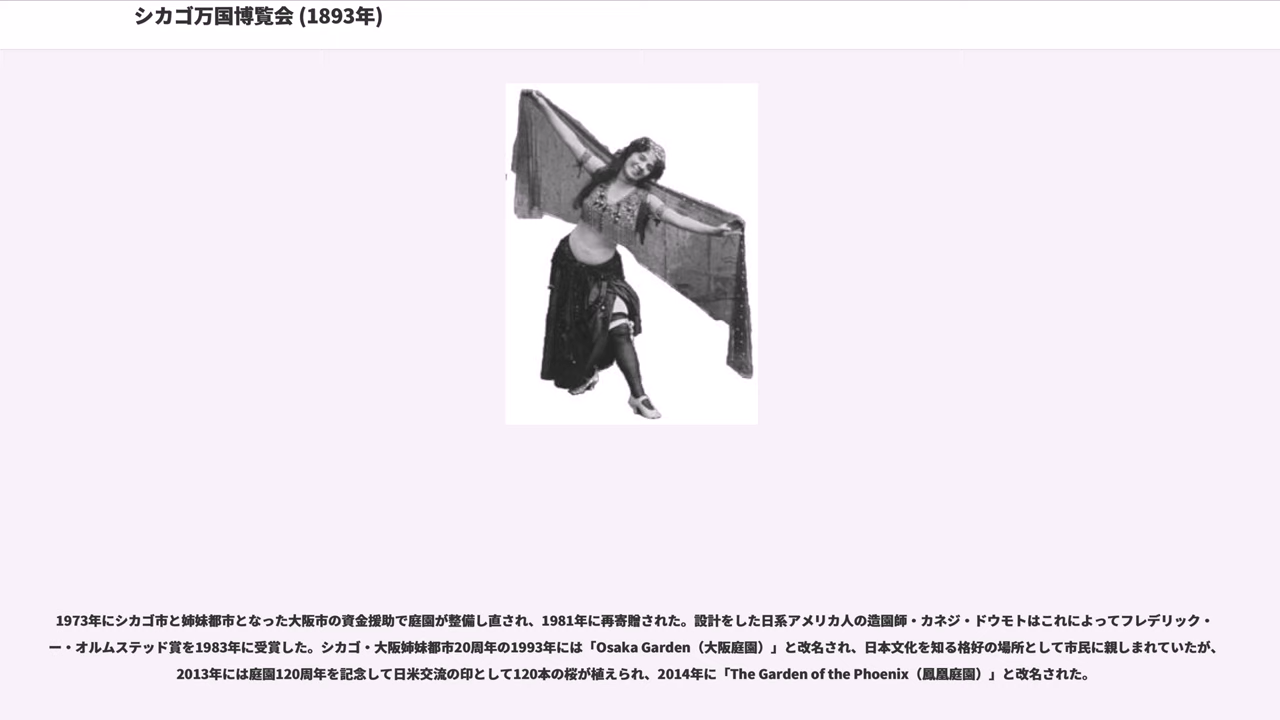 シカゴ万国博覧会 (1893年)
1973年にシカゴ市と姉妹都市となった大阪市の資金援助で庭園が整備し直され、1981年に再寄贈された。設計をした日系アメリカ人の造園師・カネジ・ドウモトはこれによってフレデリック・
ー・オルムステッド賞を1983年に受賞した。シカゴ・大阪姉妹都市20周年の1993年には「Osaka Garden（大阪庭園）」と改名され、日本文化を知る格好の場所として市民に親しまれていたが、
2013年には庭園120周年を記念して日米交流の印として120本の桜が植えられ、2014年に「The Garden of the Phoenix（鳳凰庭園）」と改名された。